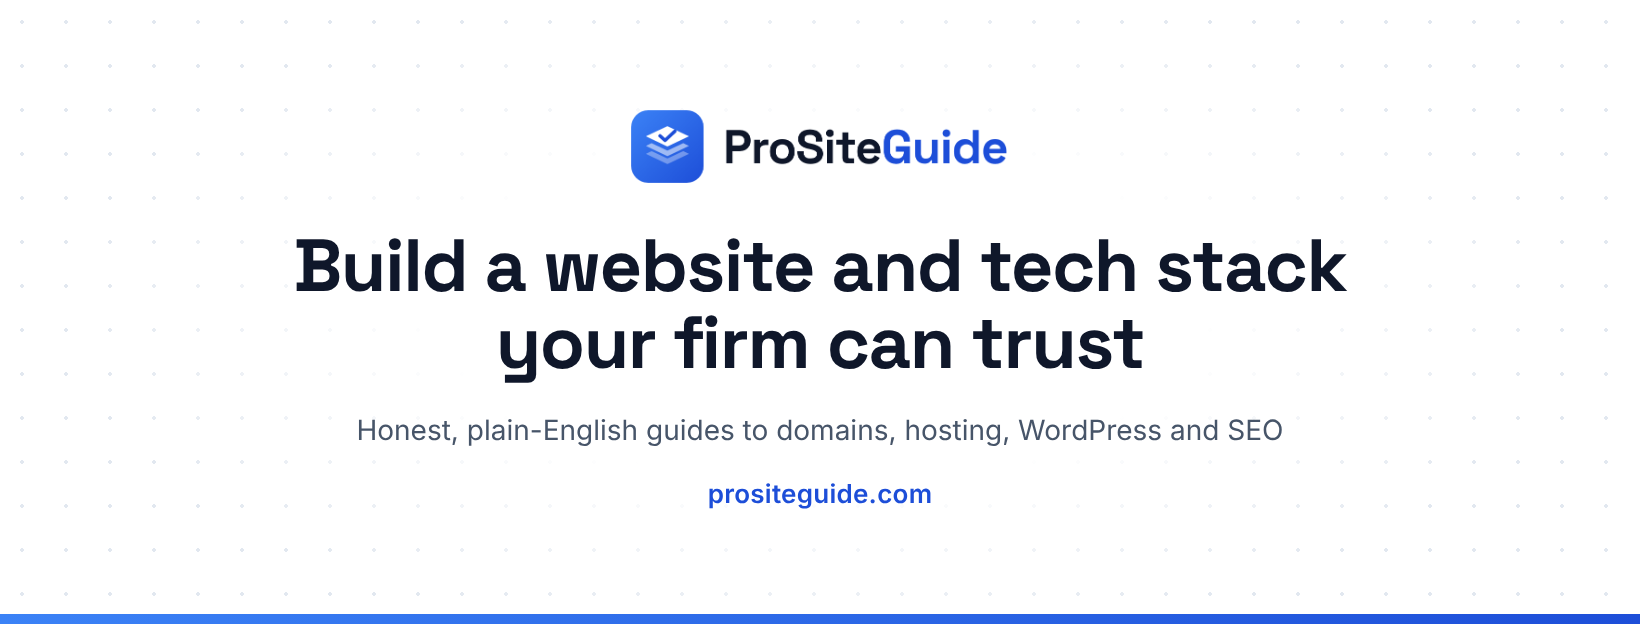 ProSiteGuide
Build a website and tech stack
your firm can trust
Honest, plain-English guides to domains, hosting, WordPress and SEO
prositeguide.com